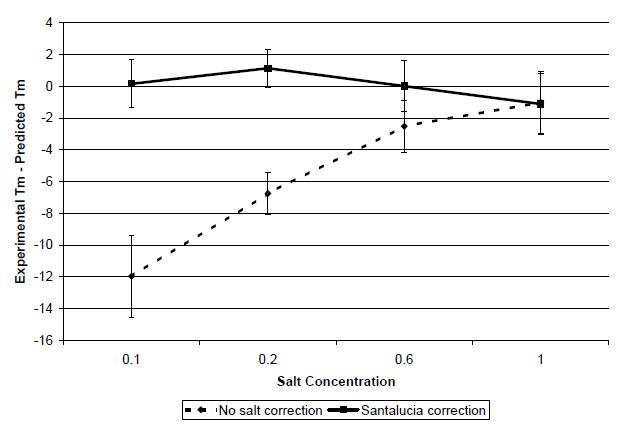 4
2
0
-2
-4
-6
-8
-10
-12
-14
-16
Experimental Tm - Predicted Tm
0.1 0.2 0.6 1
Salt Concentration
No salt correction Santalucia correction